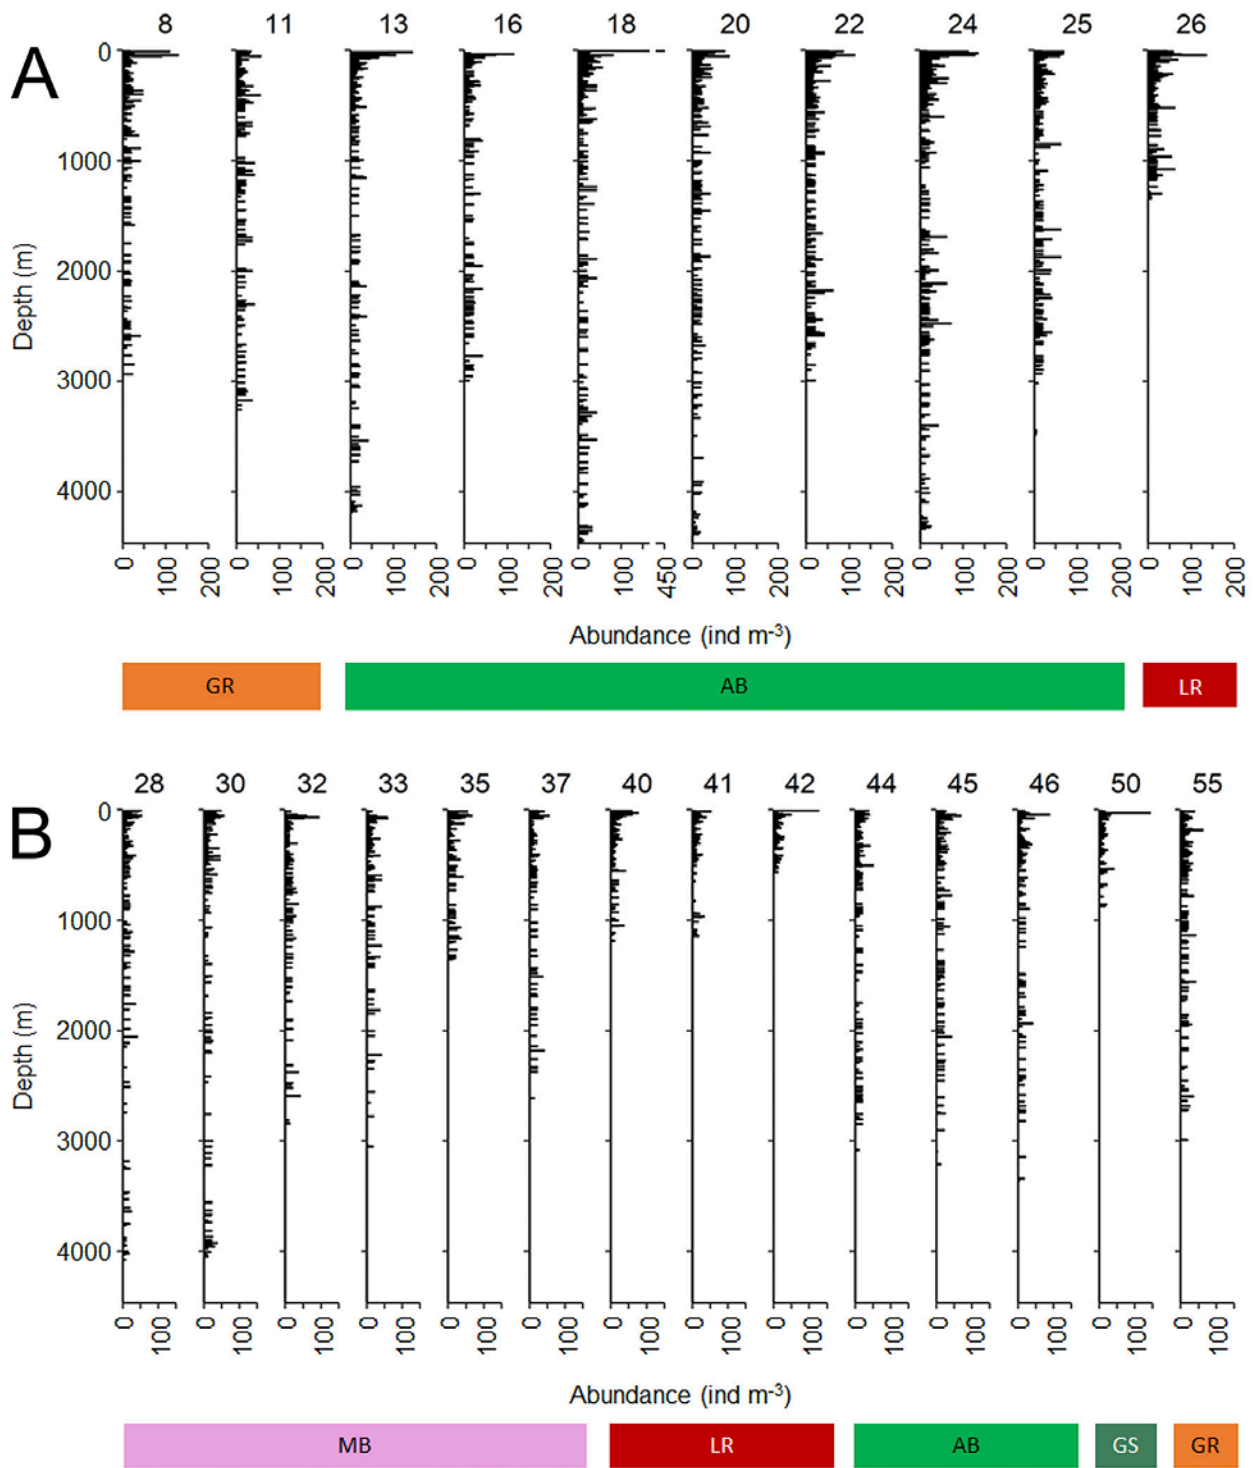 8 11 13 16 18 20 22 24 25 26
A
0
1000
2000
3000
4000
Depth (m)
0 100 200 0 100 200 0 100 200 0 100 200 0 100 450 0 100 200 0 100 200 0 100 200 0 100 200 0 100 200
Abundance (ind m⁻³)
GR AB LR
28 30 32 33 35 37 40 41 42 44 45 46 50 55
B
0
1000
2000
3000
4000
Depth (m)
0 100 0 100 0 100 0 100 0 100 0 100 0 100 0 100 0 100 0 100 0 100 0 100 0 100 0 100
Abundance (ind m⁻³)
MB LR AB GS GR